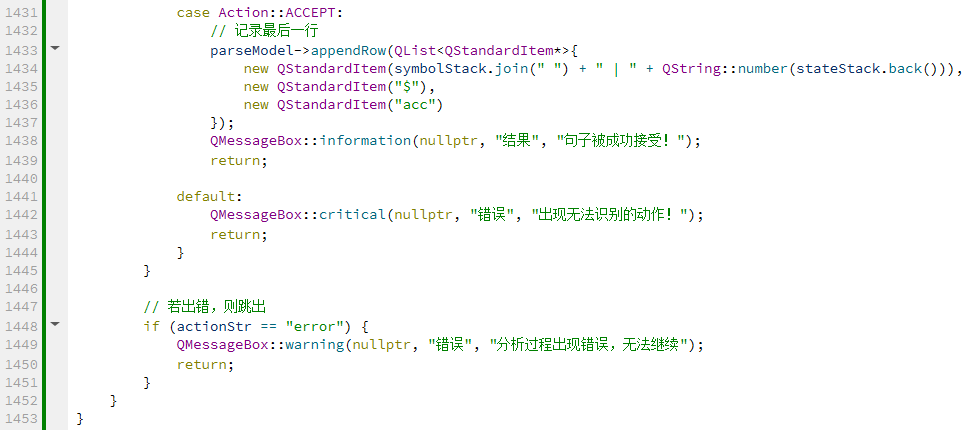 1431 case Action::ACCEPT:
1432 // 记录最后一行
1433 parseModel->appendRow(QList<QStandardItem*>{
1434 new QStandardItem(symbolStack.join(" ") + " | " + QString::number(stateStack.back())),
1435 new QStandardItem("$"),
1436 new QStandardItem("acc")
1437 });
1438 QMessageBox::information(nullptr, "结果", "句子被成功接受！");
1439 return;
1440
1441 default:
1442 QMessageBox::critical(nullptr, "错误", "出现无法识别的动作！");
1443 return;
1444 }
1445 }
1446
1447 // 若出错，则跳出
1448 if (actionStr == "error") {
1449 QMessageBox::warning(nullptr, "错误", "分析过程出现错误，无法继续");
1450 return;
1451 }
1452 }
1453 }